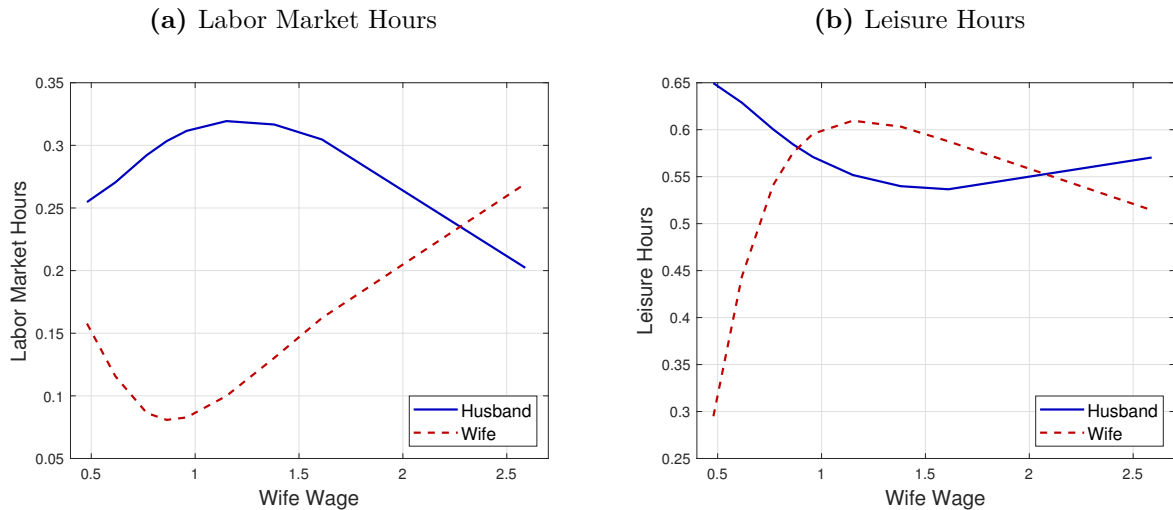 (a) Labor Market Hours
0.35
0.3
0.25
0.2
0.15
0.1
0.05
Labor Market Hours
0.5
1
1.5
2
2.5
Wife Wage
Husband
Wife
(b) Leisure Hours
0.65
0.6
0.55
0.5
0.45
0.4
0.35
0.3
0.25
Leisure Hours
0.5
1
1.5
2
2.5
Wife Wage
Husband
Wife